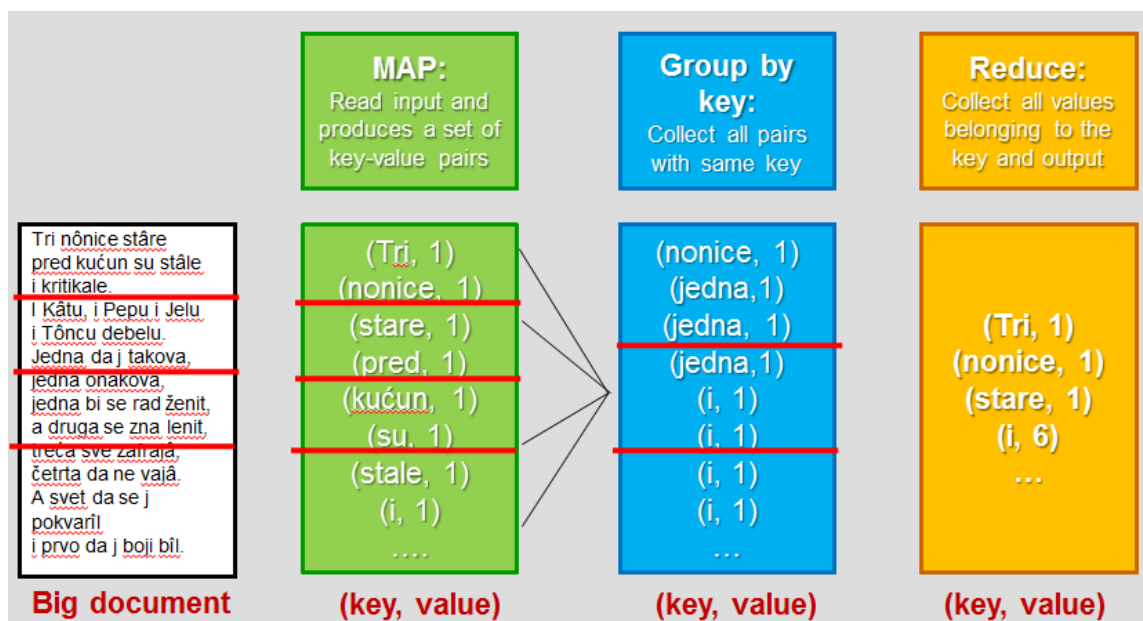 MAP:
Read input and
produces a set of
key-value pairs
Group by
key:
Collect all pairs
with same key
Reduce:
Collect all values
belonging to the
key and output
Tri nônice stâre
pred kućun su stâle
i kritikale.
I Kâtu, i Pepu i Jelu
i Tôncu debelu.
Jedna da j takova,
jedna onakova,
jedna bi se rad ženit,
a druga se zna lenit,
treća sve zafrajâ,
četrta da ne vajâ.
A svet da se j
pokvarîl
i prvo da j boji bîl.
Big document
(Tri, 1)
(nonice, 1)
(stare, 1)
(pred, 1)
(kućun, 1)
(su, 1)
(stale, 1)
(i, 1)
....
(key, value)
(nonice, 1)
(jedna,1)
(jedna, 1)
(jedna,1)
(i, 1)
(i, 1)
(i, 1)
(i, 1)
...
(key, value)
(Tri, 1)
(nonice, 1)
(stare, 1)
(i, 6)
...
(key, value)